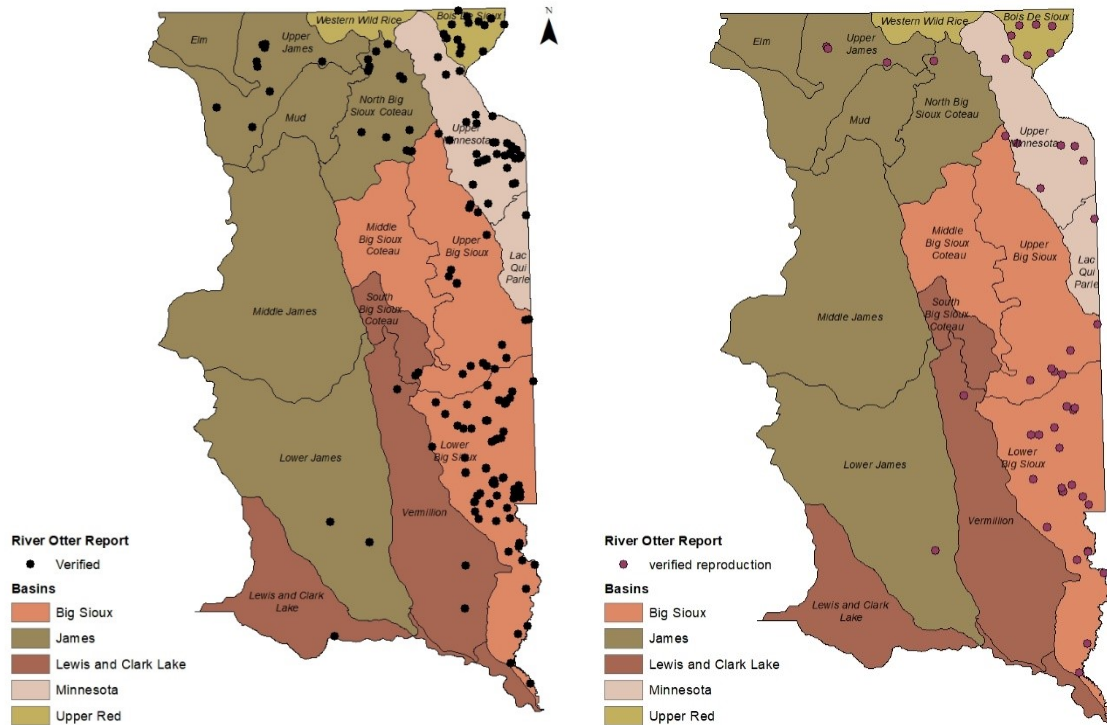 N
Western Wild Rice
Bois De Sioux
Elm
Upper
James
Mud
North Big
Sioux Coteau
Upper
Minnesota
Middle
Big Sioux
Coteau
Upper
Big Sioux
Lac
Qui
Parle
South
Big Sioux
Coteau
Middle James
Lower James
Lower
Big Sioux
Vermillion
Lewis and Clark
Lake
River Otter Report
Verified
Basins
Big Sioux
James
Lewis and Clark Lake
Minnesota
Upper Red
Western Wild Rice
Bois De Sioux
Elm
Upper
James
Mud
North Big
Sioux Coteau
Upper
Minnesota
Middle
Big Sioux
Coteau
Upper
Big Sioux
Lac
Qui
Parle
South
Big Sioux
Coteau
Middle James
Lower James
Lower
Big Sioux
Vermillion
Lewis and Clark
Lake
River Otter Report
verified reproduction
Basins
Big Sioux
James
Lewis and Clark Lake
Minnesota
Upper Red